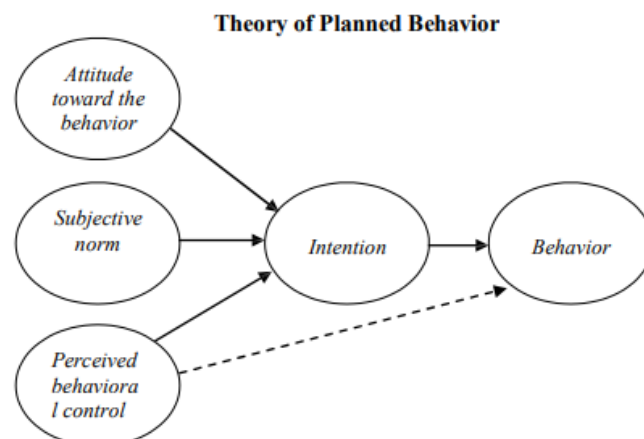 Theory of Planned Behavior
Attitude
toward the
behavior
Subjective
norm
Intention
Behavior
Perceived
behaviora
l control